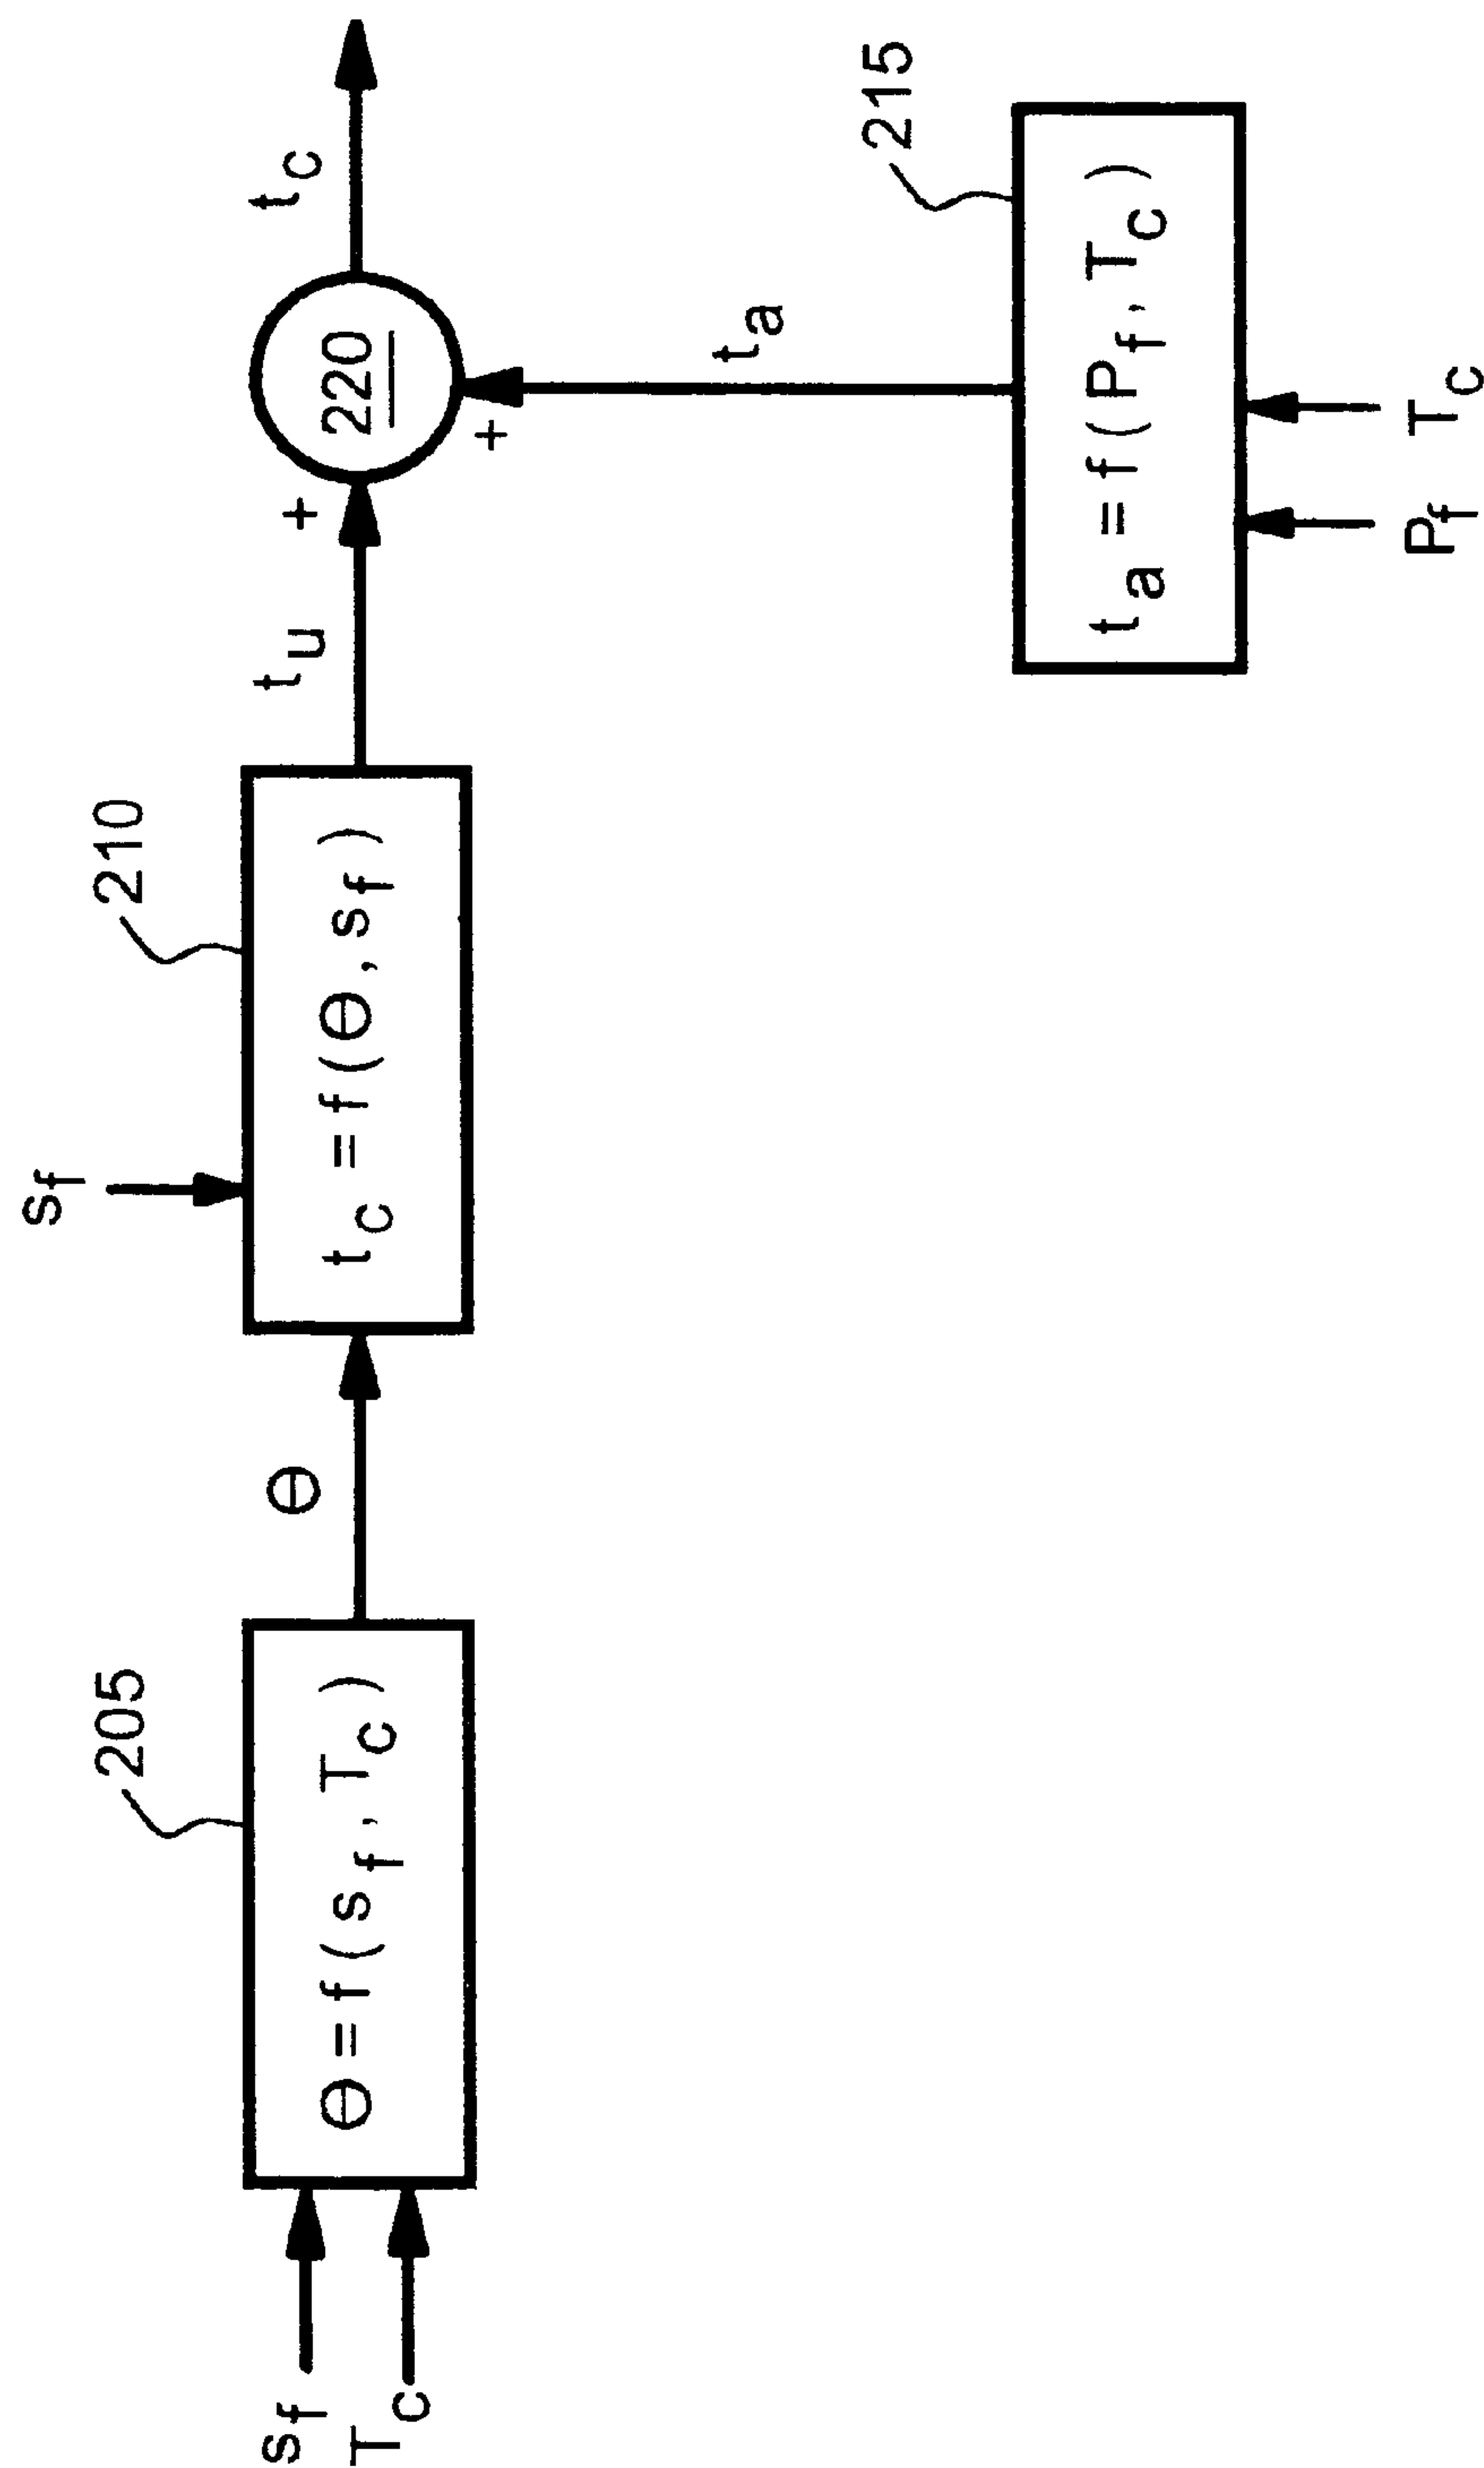 205
210
s_f
s_f
T_c
Θ = f ( s_f , T_c )
Θ
t_c = f ( Θ , s_f )
t_u
+
+
220
t_c
t_a
215
t_a = f ( P_f , T_c )
P_f
T_c